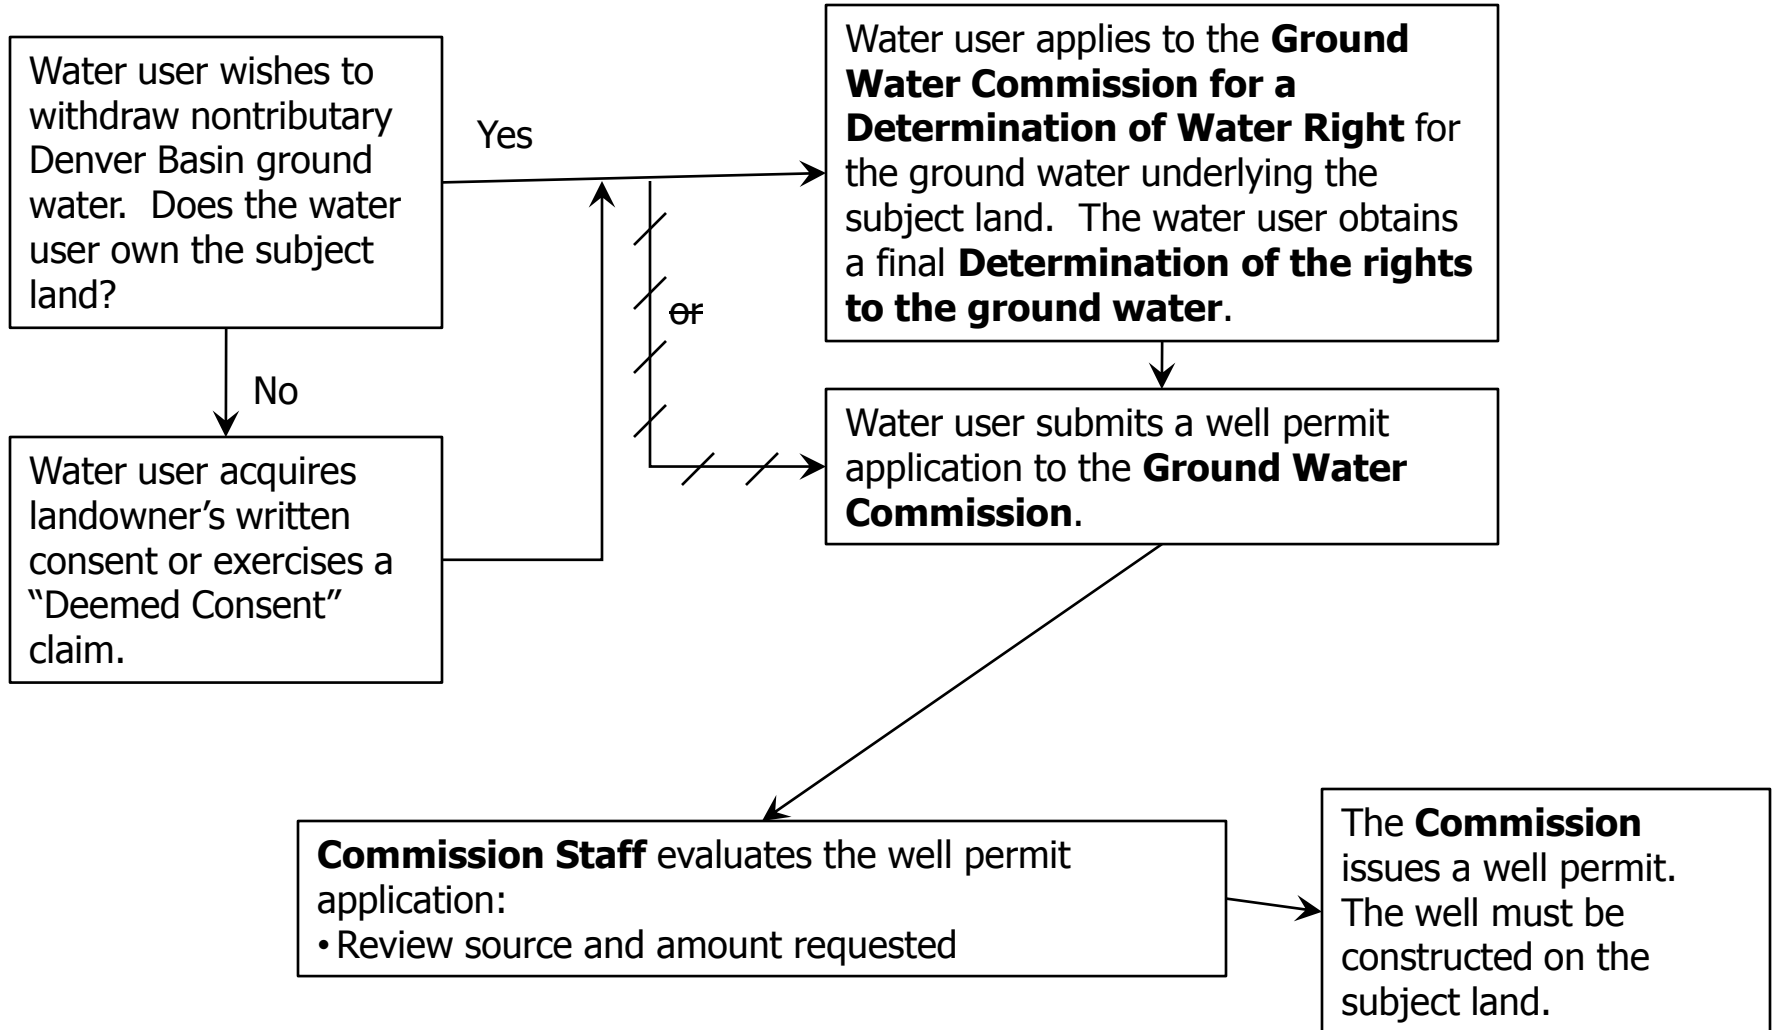 Water user wishes to
withdraw nontributary
Denver Basin ground
water.  Does the water
user own the subject
land?
Yes
No
Water user acquires
landowner’s written
consent or exercises a
“Deemed Consent”
claim.
or
Water user applies to the Ground
Water Commission for a
Determination of Water Right for
the ground water underlying the
subject land.  The water user obtains
a final Determination of the rights
to the ground water.
Water user submits a well permit
application to the Ground Water
Commission.
Commission Staff evaluates the well permit
application:
• Review source and amount requested
The Commission
issues a well permit.
The well must be
constructed on the
subject land.